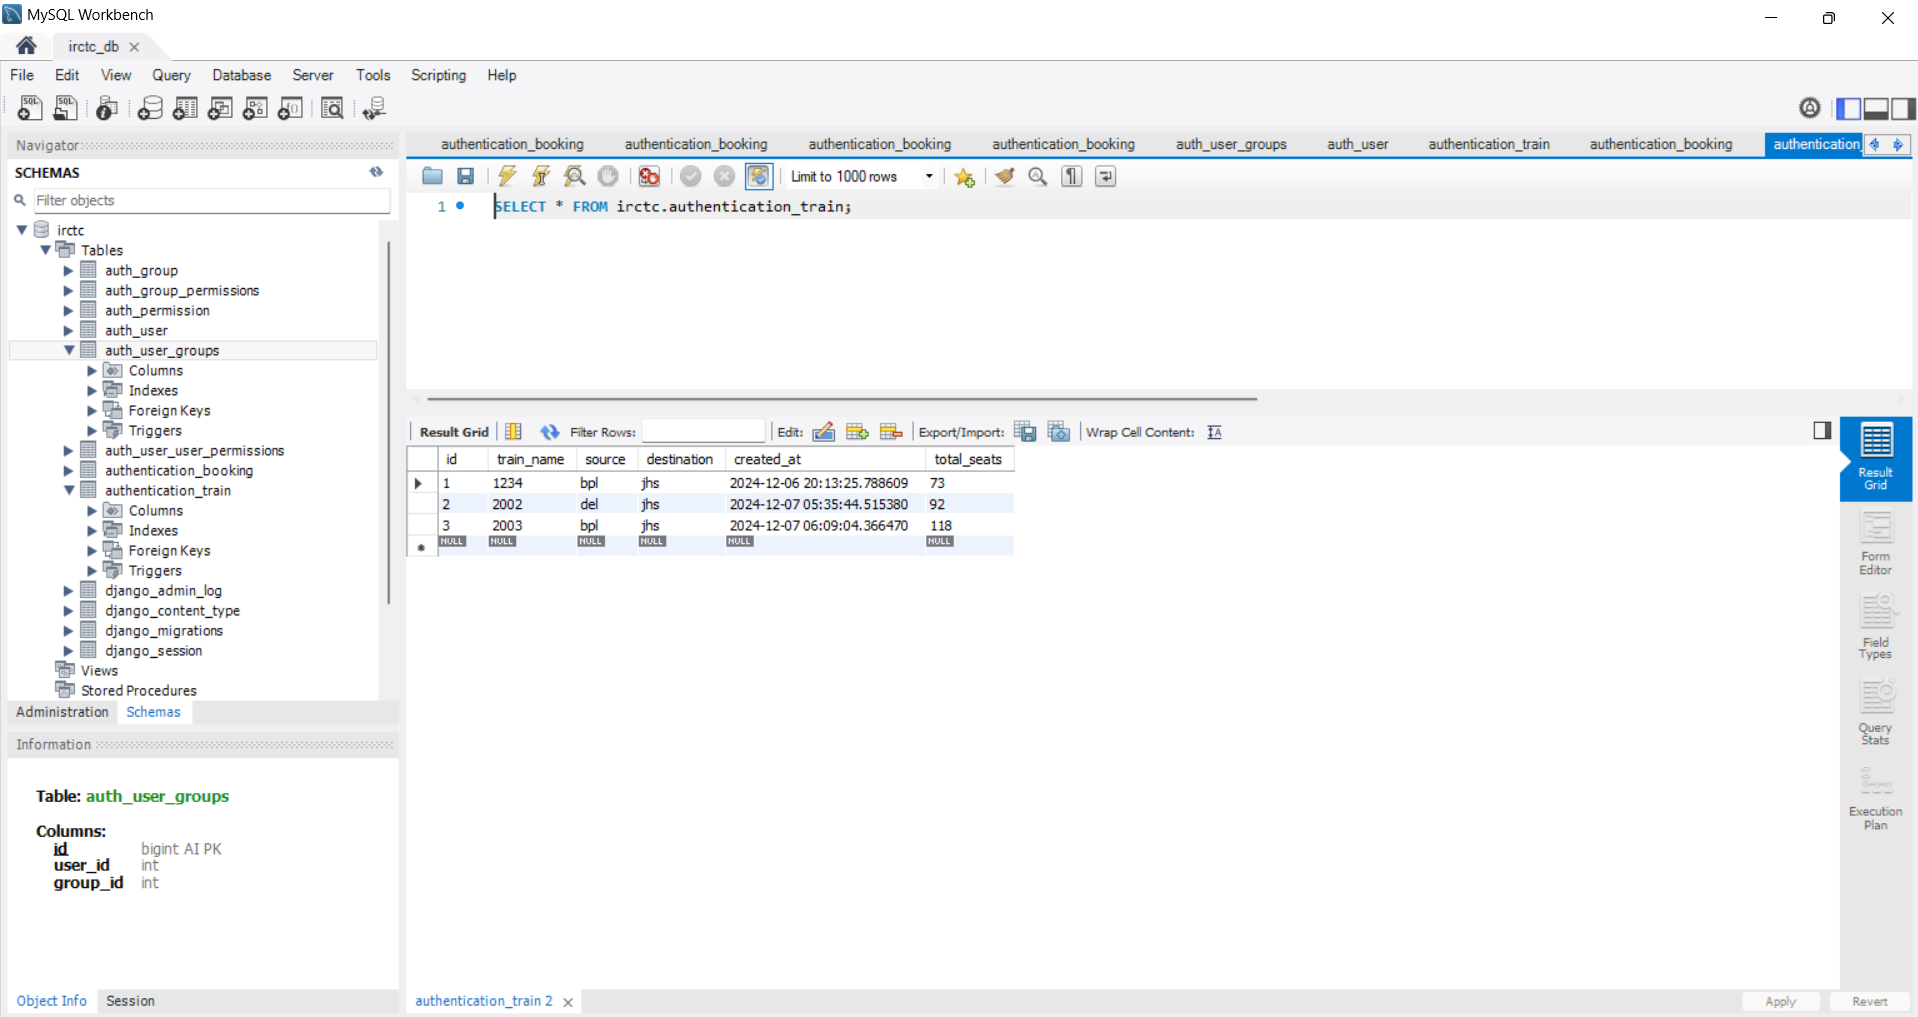 MySQL Workbench
irctc_db
File Edit View Query Database Server Tools Scripting Help
Navigator
SCHEMAS
Filter objects
irctc
Tables
auth_group
auth_group_permissions
auth_permission
auth_user
auth_user_groups
Columns
Indexes
Foreign Keys
Triggers
auth_user_user_permissions
authentication_booking
authentication_train
Columns
Indexes
Foreign Keys
Triggers
django_admin_log
django_content_type
django_migrations
django_session
Views
Stored Procedures
Administration Schemas
Information
Table: auth_user_groups
Columns:
id bigint AI PK
user_id int
group_id int
Object Info Session
authentication_booking authentication_booking authentication_booking authentication_booking auth_user_groups auth_user authentication_train authentication_booking authentication
Limit to 1000 rows
1 SELECT * FROM irctc.authentication_train;
Result Grid Filter Rows: Edit: Export/Import: Wrap Cell Content:
id train_name source destination created_at total_seats
1 1234 bpl jhs 2024-12-06 20:13:25.788609 73
2 2002 del jhs 2024-12-07 05:35:44.515380 92
3 2003 bpl jhs 2024-12-07 06:09:04.366470 118
NULL NULL NULL NULL NULL NULL
Result
Grid
Form
Editor
Field
Types
Query
Stats
Execution
Plan
authentication_train 2
Apply Revert